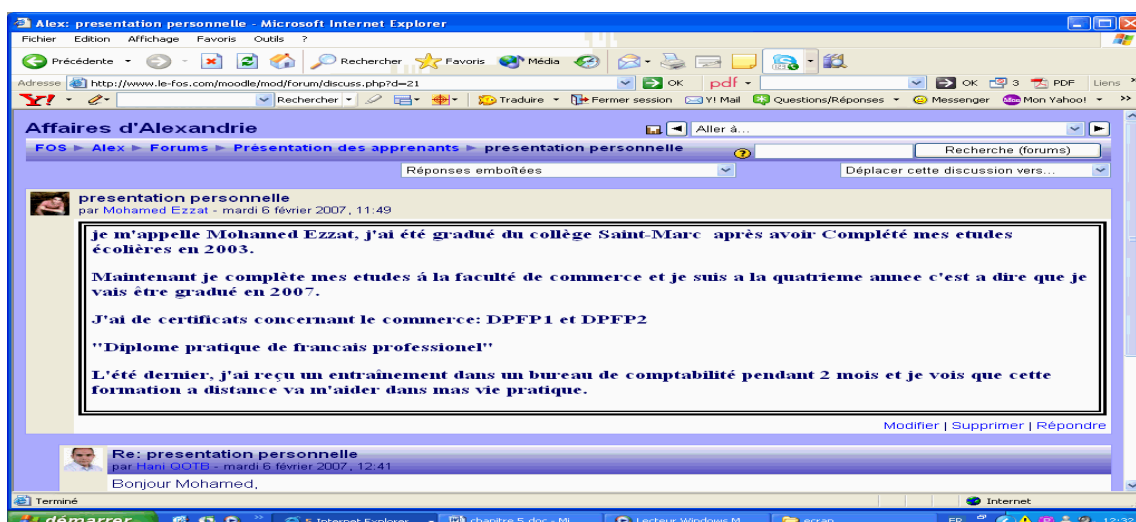 Alex: presentation personnelle - Microsoft Internet Explorer
Fichier Edition Affichage Favoris Outils ?
Précédente Rechercher Favoris Média
Adresse http://www.le-fos.com/moodle/mod/forum/discuss.php?d=21 OK pdf OK 3 PDF Liens »
Y! Rechercher Traduire Fermer session Y! Mail Questions/Réponses Messenger Mon Yahoo! »
Affaires d'Alexandrie Aller à...
FOS ► Alex ► Forums ► Présentation des apprenants ► presentation personnelle ? Recherche (forums)
Réponses emboîtées Déplacer cette discussion vers...
presentation personnelle
par Mohamed Ezzat - mardi 6 février 2007, 11:49
je m'appelle Mohamed Ezzat, j'ai été gradué du collège Saint-Marc après avoir Complété mes etudes
écolières en 2003.
Maintenant je complète mes etudes á la faculté de commerce et je suis a la quatrieme annee c'est a dire que je
vais être gradué en 2007.
J'ai de certificats concernant le commerce: DPFP1 et DPFP2
"Diplome pratique de francais professionel"
L'été dernier, j'ai reçu un entraînement dans un bureau de comptabilité pendant 2 mois et je vois que cette
formation a distance va m'aider dans mas vie pratique.
Modifier | Supprimer | Répondre
Re: presentation personnelle
par Hani QOTB - mardi 6 février 2007, 12:41
Bonjour Mohamed,
Terminé Internet
démarrer » 5 Internet Explorer chapitre 5.doc - Mi... Lecteur Windows M... ecran FR 12:32